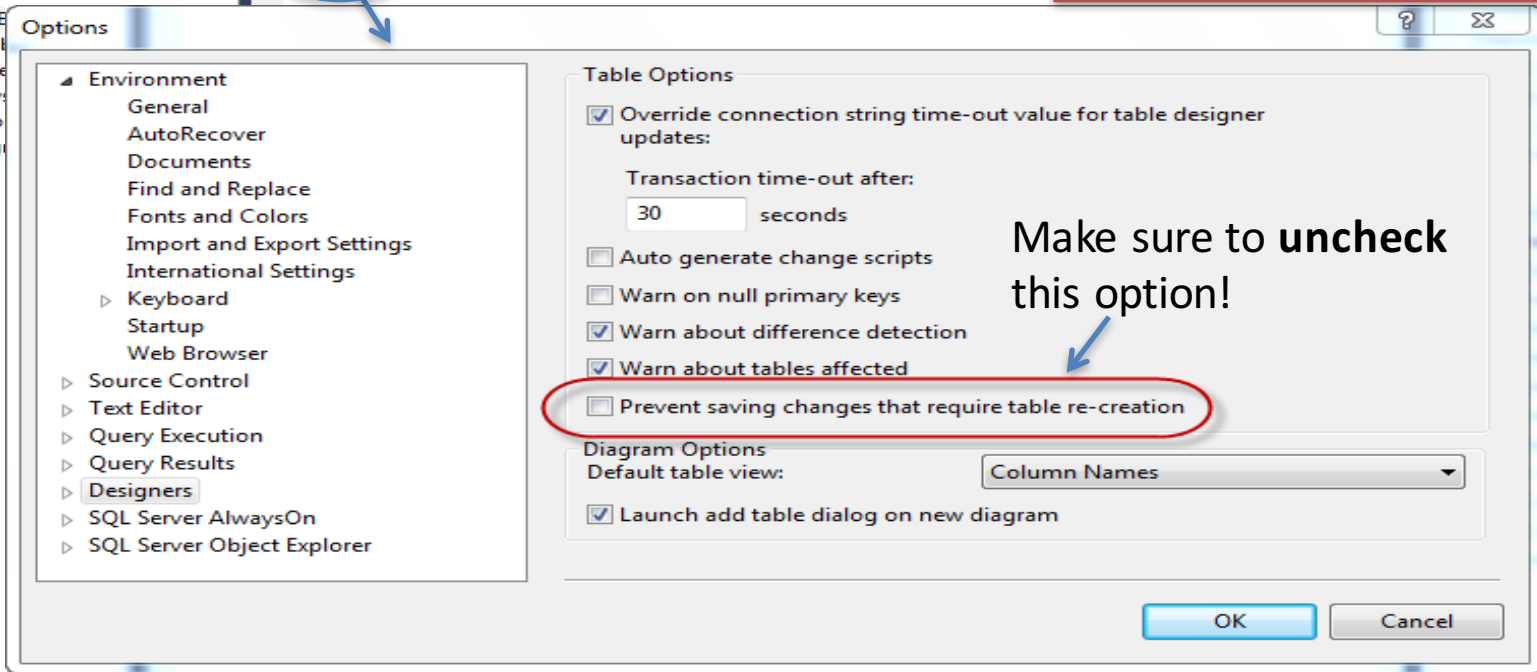 Options
Environment
General
AutoRecover
Documents
Find and Replace
Fonts and Colors
Import and Export Settings
International Settings
Keyboard
Startup
Web Browser
Source Control
Text Editor
Query Execution
Query Results
Designers
SQL Server AlwaysOn
SQL Server Object Explorer
Table Options
Override connection string time-out value for table designer
updates:
Transaction time-out after:
30 seconds
Auto generate change scripts
Warn on null primary keys
Warn about difference detection
Warn about tables affected
Prevent saving changes that require table re-creation
Make sure to uncheck
this option!
Diagram Options
Default table view: Column Names
Launch add table dialog on new diagram
OK Cancel